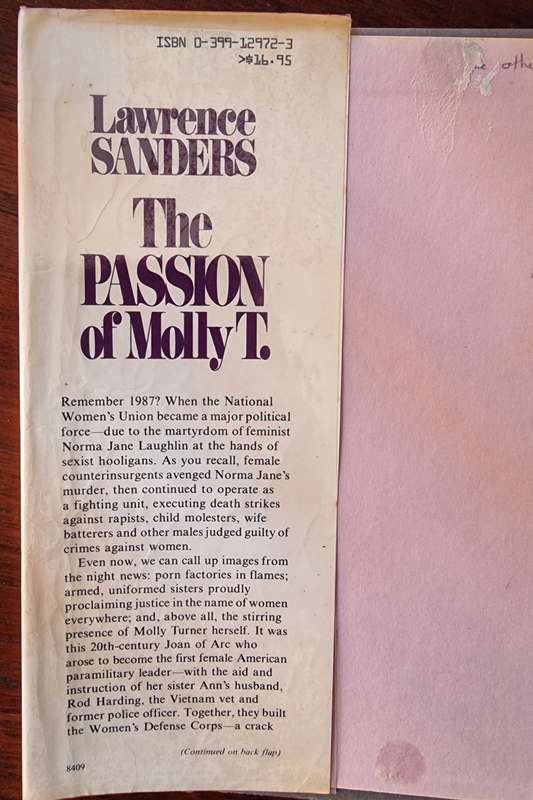 ISBN 0-399-12972-3
>$16.95
Lawrence
SANDERS
The
PASSION
of Molly T.
Remember 1987? When the National
Women's Union became a major political
force—due to the martyrdom of feminist
Norma Jane Laughlin at the hands of
sexist hooligans. As you recall, female
counterinsurgents avenged Norma Jane's
murder, then continued to operate as
a fighting unit, executing death strikes
against rapists, child molesters, wife
batterers and other males judged guilty of
crimes against women.
Even now, we can call up images from
the night news: porn factories in flames;
armed, uniformed sisters proudly
proclaiming justice in the name of women
everywhere; and, above all, the stirring
presence of Molly Turner herself. It was
this 20th-century Joan of Arc who
arose to become the first female American
paramilitary leader—with the aid and
instruction of her sister Ann's husband,
Rod Harding, the Vietnam vet and
former police officer. Together, they built
the Women's Defense Corps—a crack
(Continued on back flap)
8409